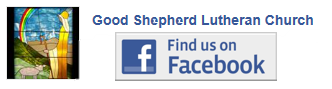 Good Shepherd Lutheran Church
f Find us on
Facebook